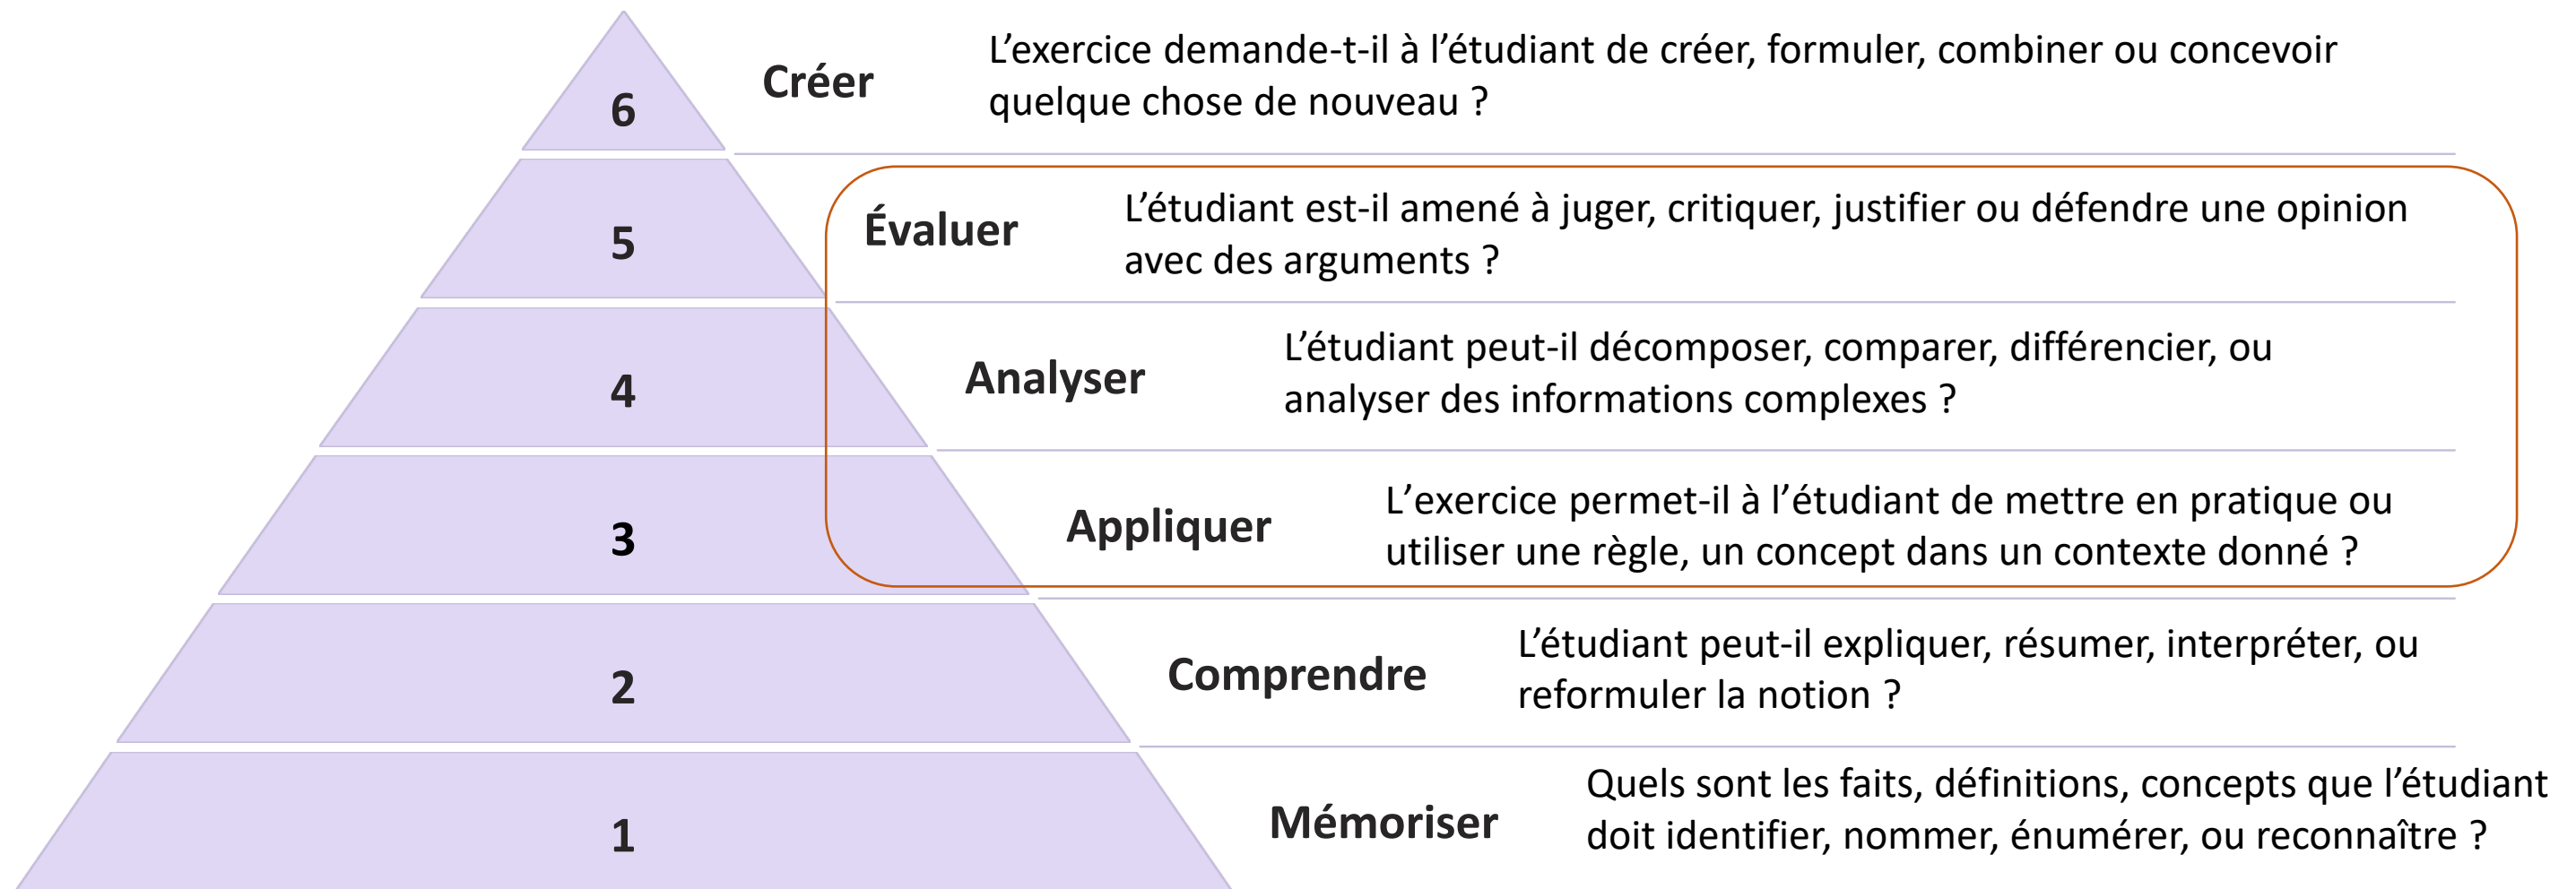 6
Créer
L’exercice demande-t-il à l’étudiant de créer, formuler, combiner ou concevoir
quelque chose de nouveau ?
5
Évaluer
L’étudiant est-il amené à juger, critiquer, justifier ou défendre une opinion
avec des arguments ?
4
Analyser
L’étudiant peut-il décomposer, comparer, différencier, ou
analyser des informations complexes ?
3
Appliquer
L’exercice permet-il à l’étudiant de mettre en pratique ou
utiliser une règle, un concept dans un contexte donné ?
2
Comprendre
L’étudiant peut-il expliquer, résumer, interpréter, ou
reformuler la notion ?
1
Mémoriser
Quels sont les faits, définitions, concepts que l’étudiant
doit identifier, nommer, énumérer, ou reconnaître ?